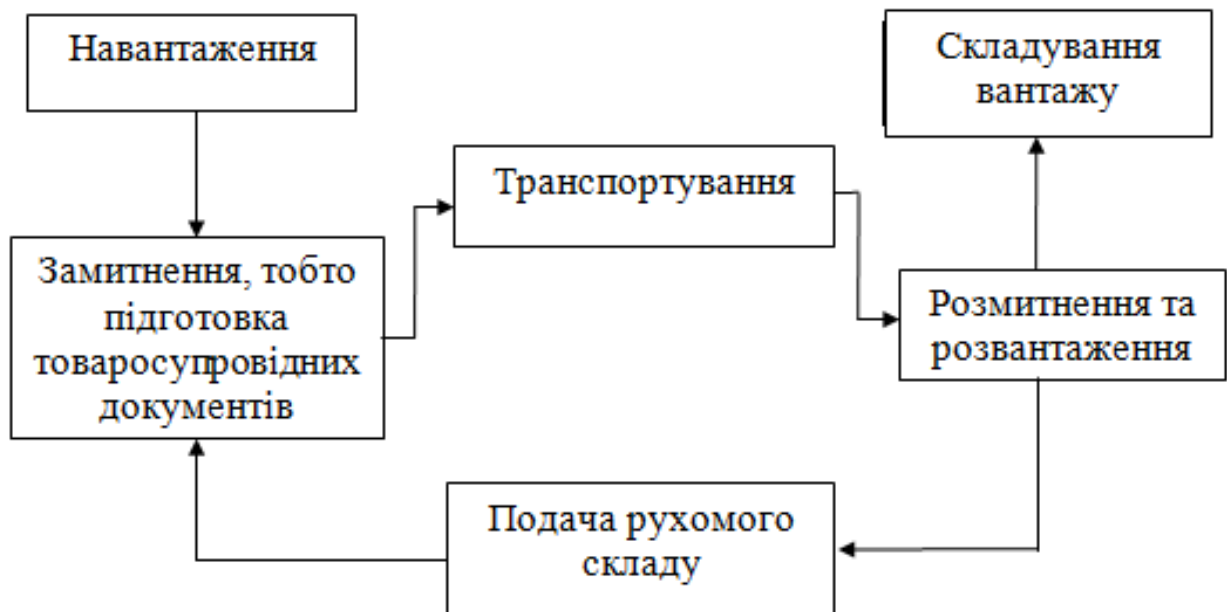 Навантаження
Складування
вантажу
Транспортування
Замитнення, тобто
підготовка
товаросупровідних
документів
Розмитнення та
розвантаження
Подача рухомого
складу